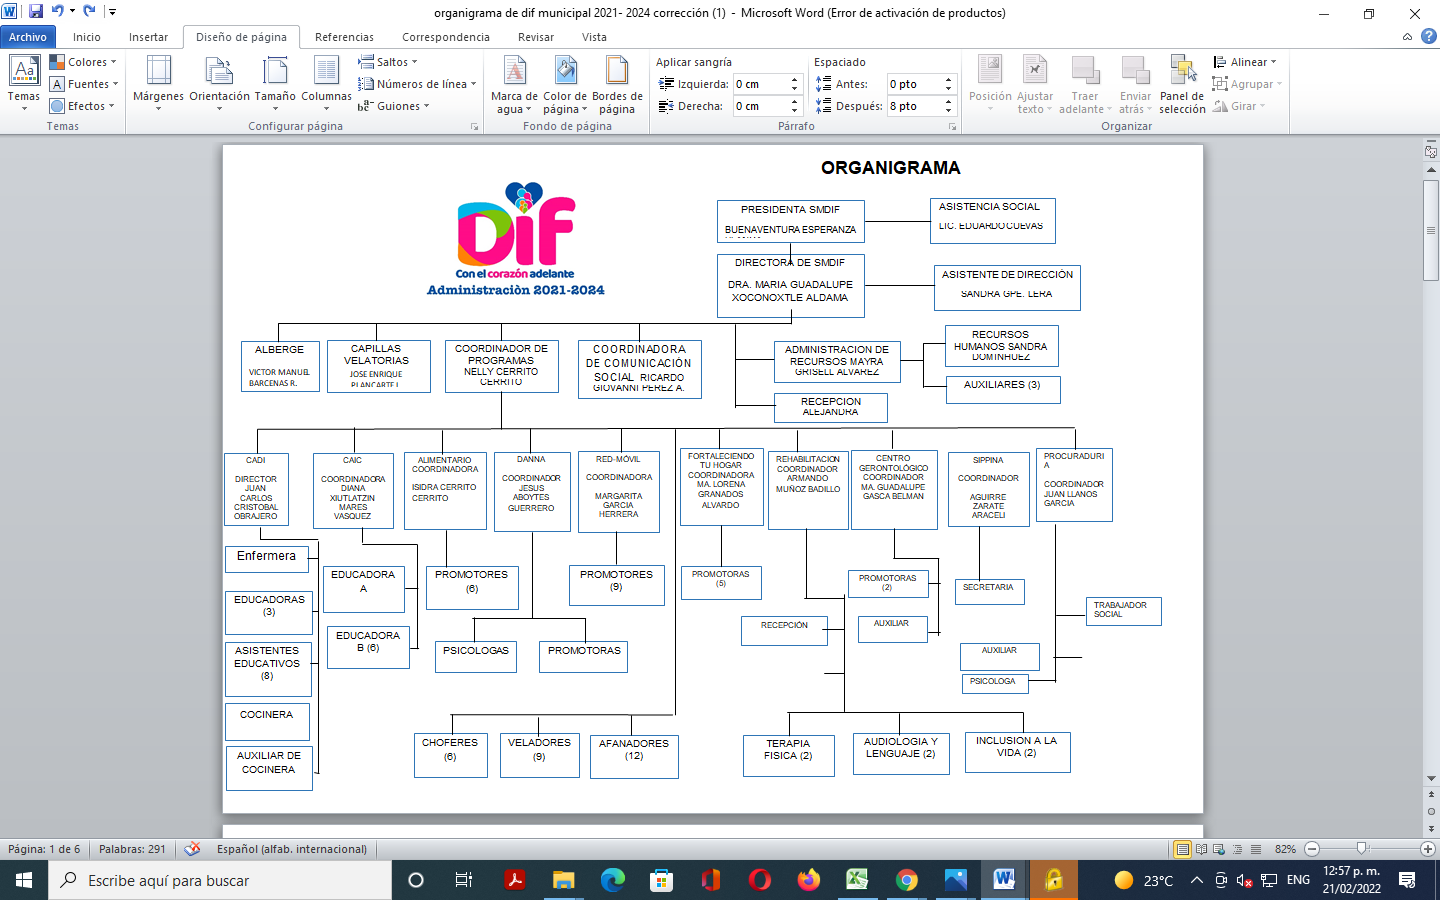 organigrama de dif municipal 2021- 2024 corrección (1) - Microsoft Word (Error de activación de productos)
Archivo
Inicio
Insertar
Diseño de página
Referencias
Correspondencia
Revisar
Vista
Temas
Colores
Fuentes
Efectos
Temas
Márgenes
Orientación
Tamaño
Columnas
Saltos
Números de línea
Guiones
Configurar página
Marca de agua
Color de página
Bordes de página
Fondo de página
Aplicar sangría
Izquierda: 0 cm
Derecha: 0 cm
Espaciado
Antes: 0 pto
Después: 8 pto
Párrafo
Posición
Ajustar texto
Traer adelante
Enviar atrás
Panel de selección
Alinear
Agrupar
Girar
Organizar
ORGANIGRAMA
DIF
Con el corazón adelante
Administraciòn 2021-2024
PRESIDENTA SMDIF
BUENAVENTURA ESPERANZA
ASISTENCIA SOCIAL
LIC. EDUARDO CUEVAS
DIRECTORA DE SMDIF
DRA. MARIA GUADALUPE
XOCONOXTLE ALDAMA
ASISTENTE DE DIRECCIÓN
SANDRA GPE. LERA
ALBERGE
VICTOR MANUEL
BARCENAS R.
CAPILLAS
VELATORIAS
JOSE ENRIQUE
PLANCARTE L
COORDINADOR DE
PROGRAMAS
NELLY CERRITO
CERRITO
COORDINADORA
DE COMUNICACIÓN
SOCIAL RICARDO
GIOVANNI PEREZ A.
ADMINISTRACION DE
RECURSOS MAYRA
GRISELL ALVAREZ
RECURSOS
HUMANOS SANDRA
DOMINHUEZ
AUXILIARES (3)
RECEPCION
ALEJANDRA
CADI
DIRECTOR
JUAN
CARLOS
CRISTOBAL
OBRAJERO
CAIC
COORDINADORA
DIANA
XIUTLATZIN
MARES
VASQUEZ
ALIMENTARIO
COORDINADORA
ISIDRA CERRITO
CERRITO
DANNA
COORDINADOR
JESUS
ABOYTES
GUERRERO
RED-MÓVIL
COORDINADORA
MARGARITA
GARCIA
HERRERA
FORTALECIENDO
TU HOGAR
COORDINADORA
MA. LORENA
GRANADOS
ALVARDO
REHABILITACION
COORDINADOR
ARMANDO
MUÑOZ BADILLO
CENTRO
GERONTOLÓGICO
COORDINADOR
MA. GUADALUPE
GASCA BELMAN
SIPPINA
COORDINADOR
AGUIRRE
ZARATE
ARACELI
PROCURADURI
A
COORDINADOR
JUAN LLANOS
GARCIA
Enfermera
EDUCADORAS
(3)
ASISTENTES
EDUCATIVOS
(8)
COCINERA
AUXILIAR DE
COCINERA
EDUCADORA
A
EDUCADORA
B (6)
PROMOTORES
(6)
PSICOLOGAS
PROMOTORAS
PROMOTORES
(9)
PROMOTORAS
(5)
RECEPCIÓN
PROMOTORAS
(2)
AUXILIAR
SECRETARIA
TRABAJADOR
SOCIAL
AUXILIAR
PSICOLOGA
CHOFERES
(6)
VELADORES
(9)
AFANADORES
(12)
TERAPIA
FISICA (2)
AUDIOLOGIA Y
LENGUAJE (2)
INCLUSION A LA
VIDA (2)
Página: 1 de 6
Palabras: 291
Español (alfab. internacional)
82%
Escribe aquí para buscar
23°C
ENG
12:57 p. m.
21/02/2022